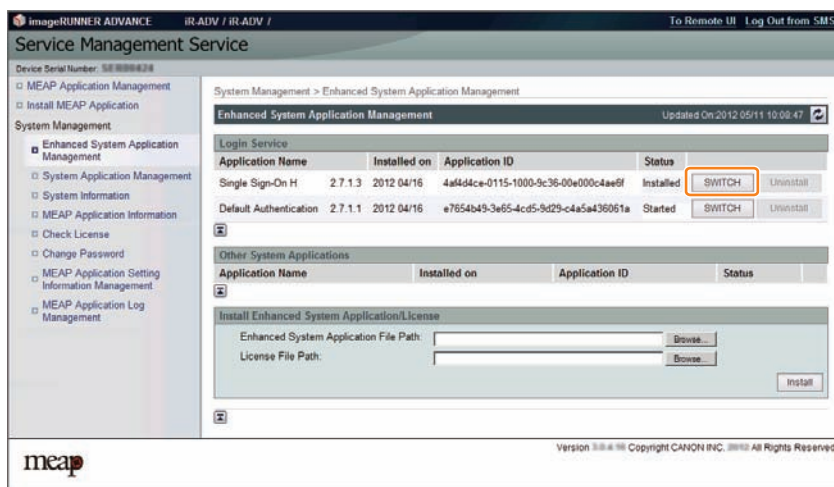 imageRUNNER ADVANCE iR-ADV / iR-ADV / To Remote UI Log Out from SMS
Service Management Service
Device Serial Number:
MEAP Application Management
Install MEAP Application
System Management
Enhanced System Application
Management
System Application Management
System Information
MEAP Application Information
Check License
Change Password
MEAP Application Setting
Information Management
MEAP Application Log
Management
System Management > Enhanced System Application Management
Enhanced System Application Management Updated On:2012 05/11 10:08:47
Login Service
Application Name Installed on Application ID Status
Single Sign-On H 2.7.1.3 2012 04/16 4af4d4ce-0115-1000-9c36-00e000c4ae6f Installed SWITCH Uninstall
Default Authentication 2.7.1.1 2012 04/16 e7654b49-3e65-4cd5-9d29-c4a5a436061a Started SWITCH Uninstall
Other System Applications
Application Name Installed on Application ID Status
Install Enhanced System Application/License
Enhanced System Application File Path: Browse...
License File Path: Browse...
Install
Version Copyright CANON INC. All Rights Reserved
meap